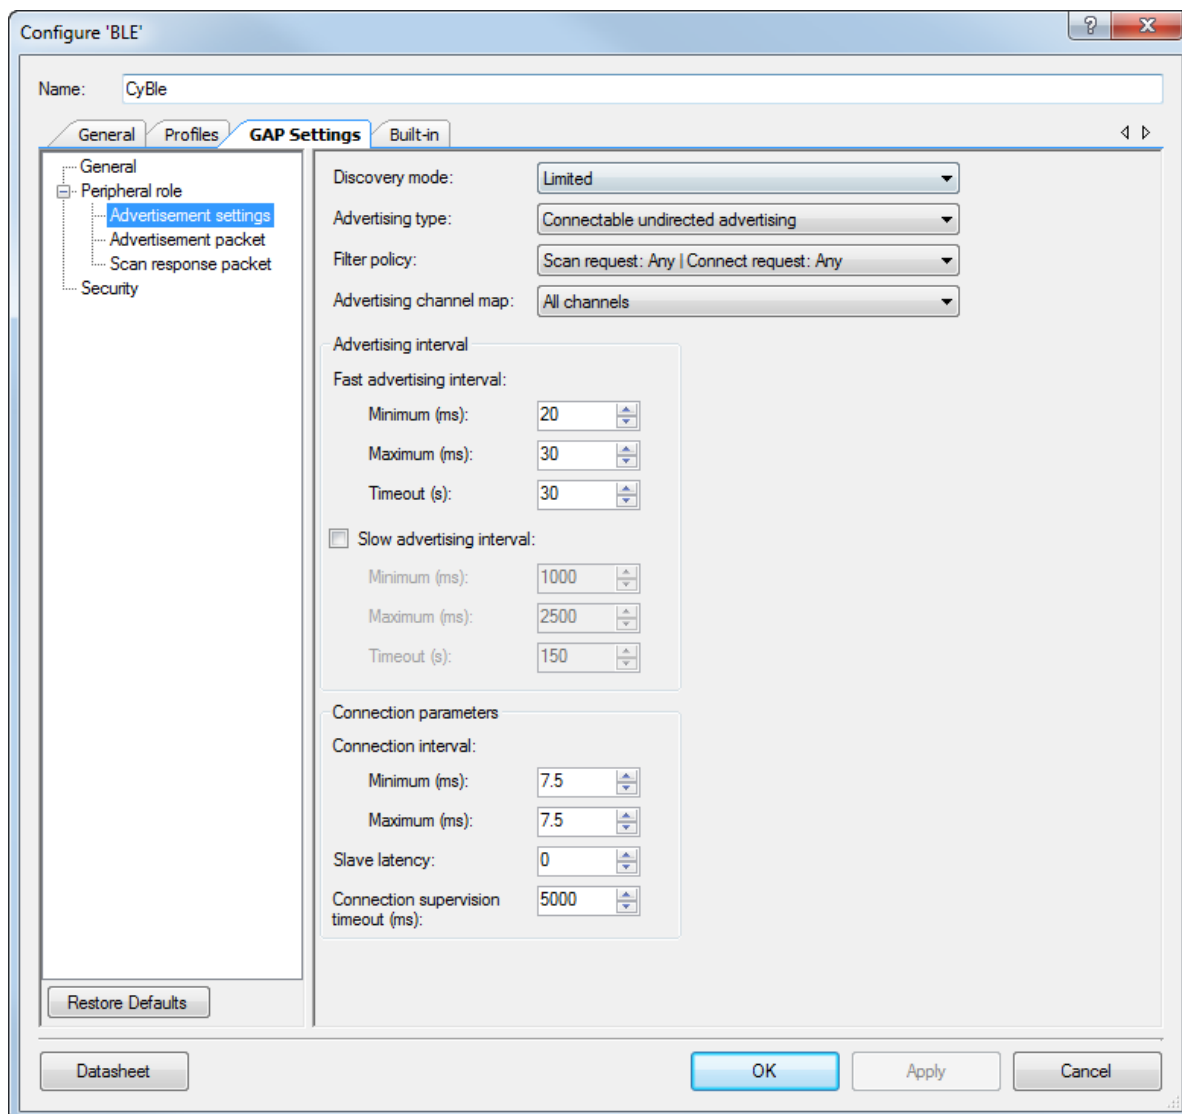 Configure 'BLE'
Name: CyBle
General Profiles GAP Settings Built-in
General
Peripheral role
Advertisement settings
Advertisement packet
Scan response packet
Security
Discovery mode: Limited
Advertising type: Connectable undirected advertising
Filter policy: Scan request: Any | Connect request: Any
Advertising channel map: All channels
Advertising interval
Fast advertising interval:
Minimum (ms): 20
Maximum (ms): 30
Timeout (s): 30
Slow advertising interval:
Minimum (ms): 1000
Maximum (ms): 2500
Timeout (s): 150
Connection parameters
Connection interval:
Minimum (ms): 7.5
Maximum (ms): 7.5
Slave latency: 0
Connection supervision 5000
timeout (ms):
Restore Defaults
Datasheet OK Apply Cancel